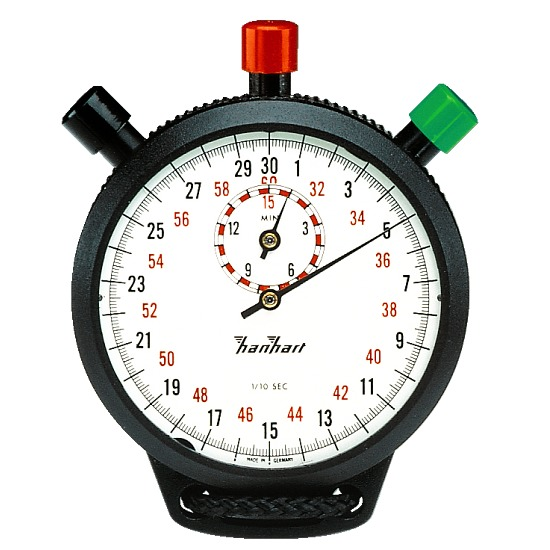 29 30 1
27 58 60 32 3
15
MIN
25 56 12 3 34 5
54 9 6 36
23 7
52 38
21 hanhart 9
50 40
19 48 1/10 SEC 42 11
17 46 44 13
15
MADE IN GERMANY